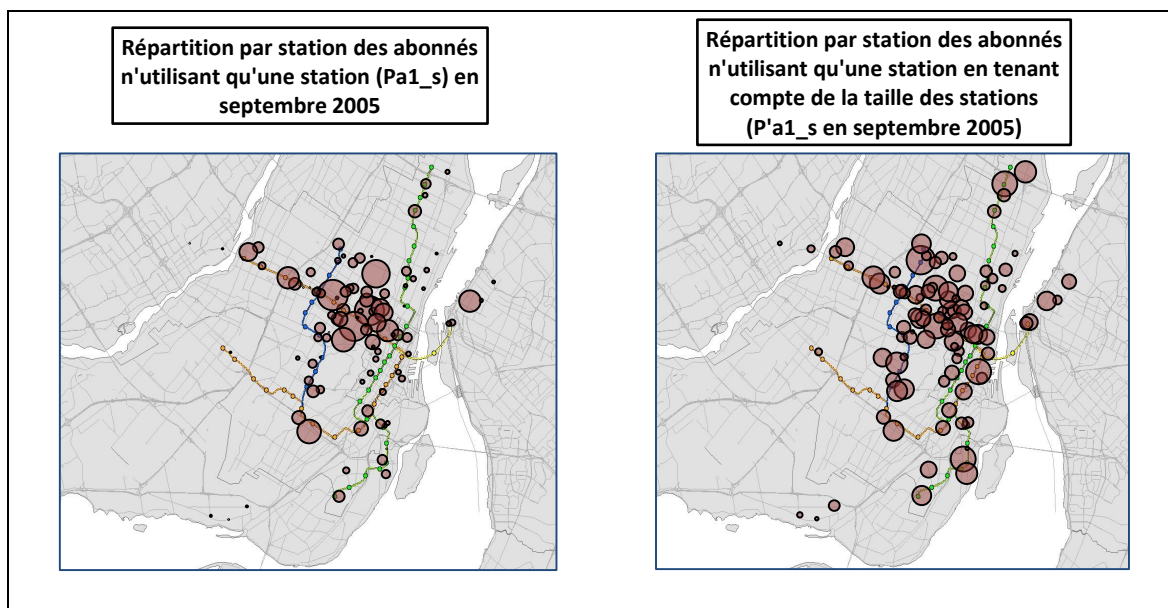 Répartition par station des abonnés
n'utilisant qu'une station (Pa1_s) en
septembre 2005
Répartition par station des abonnés
n'utilisant qu'une station en tenant
compte de la taille des stations
(P'a1_s en septembre 2005)